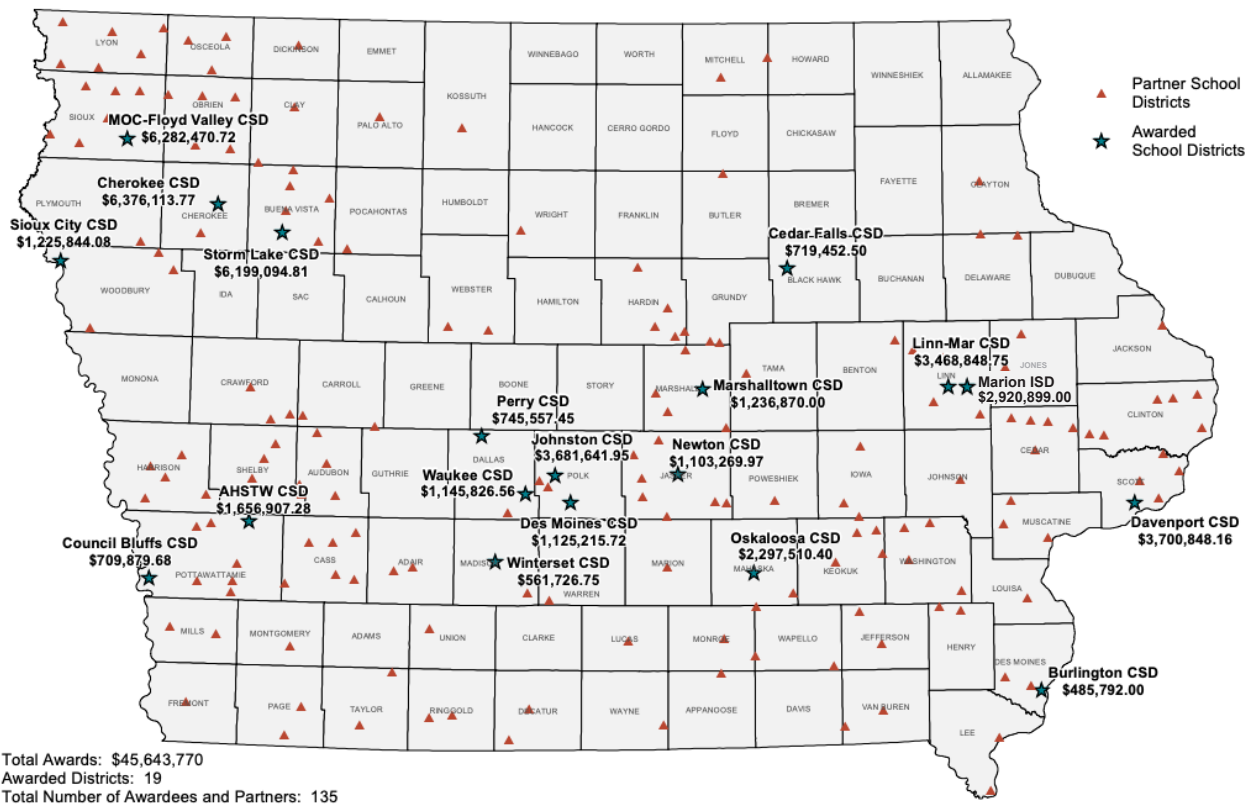 LYON
OSCEOLA
DICKINSON
EMMET
WINNEBAGO
WORTH
MITCHELL
HOWARD
WINNESHIEK
ALLAMAKEE
Partner School
Districts
Awarded
School Districts
KOSSUTH
SIOUX
OBRIEN
CLAY
PALO ALTO
HANCOCK
CERRO GORDO
FLOYD
CHICKASAW
MOC-Floyd Valley CSD
$6,282,470.72
Cherokee CSD
$6,376,113.77
PLYMOUTH
CHEROKEE
BUENA VISTA
POCAHONTAS
HUMBOLDT
WRIGHT
FRANKLIN
BUTLER
BREMER
FAYETTE
CLAYTON
Sioux City CSD
$1,225,844.08
Storm Lake CSD
$6,199,094.81
Cedar Falls CSD
$719,452.50
WOODBURY
IDA
SAC
CALHOUN
WEBSTER
HAMILTON
HARDIN
GRUNDY
BLACK HAWK
BUCHANAN
DELAWARE
DUBUQUE
MONONA
CRAWFORD
CARROLL
GREENE
BOONE
STORY
MARSHALL
TAMA
BENTON
LINN
JONES
JACKSON
Linn-Mar CSD
$3,468,848.75
Marion ISD
$2,920,899.00
Marshalltown CSD
$1,236,870.00
Perry CSD
$745,557.45
CLINTON
Johnston CSD
$3,681,641.95
Newton CSD
$1,103,269.97
HARRISON
SHELBY
AUDUBON
GUTHRIE
DALLAS
POLK
JASPER
POWESHIEK
IOWA
JOHNSON
CEDAR
SCOTT
Waukee CSD
$1,145,826.56
AHSTW CSD
$1,656,907.28
Des Moines CSD
$1,125,215.72
MUSCATINE
Davenport CSD
$3,700,848.16
Council Bluffs CSD
$709,879.68
Oskaloosa CSD
$2,297,510.40
Winterset CSD
$561,726.75
POTTAWATTAMIE
CASS
ADAIR
MADISON
WARREN
MARION
MAHASKA
KEOKUK
WASHINGTON
LOUISA
MILLS
MONTGOMERY
ADAMS
UNION
CLARKE
LUCAS
MONROE
WAPELLO
JEFFERSON
HENRY
DES MOINES
Burlington CSD
$485,792.00
FREMONT
PAGE
TAYLOR
RINGGOLD
DECATUR
WAYNE
APPANOOSE
DAVIS
VAN BUREN
LEE
Total Awards: $45,643,770
Awarded Districts: 19
Total Number of Awardees and Partners: 135